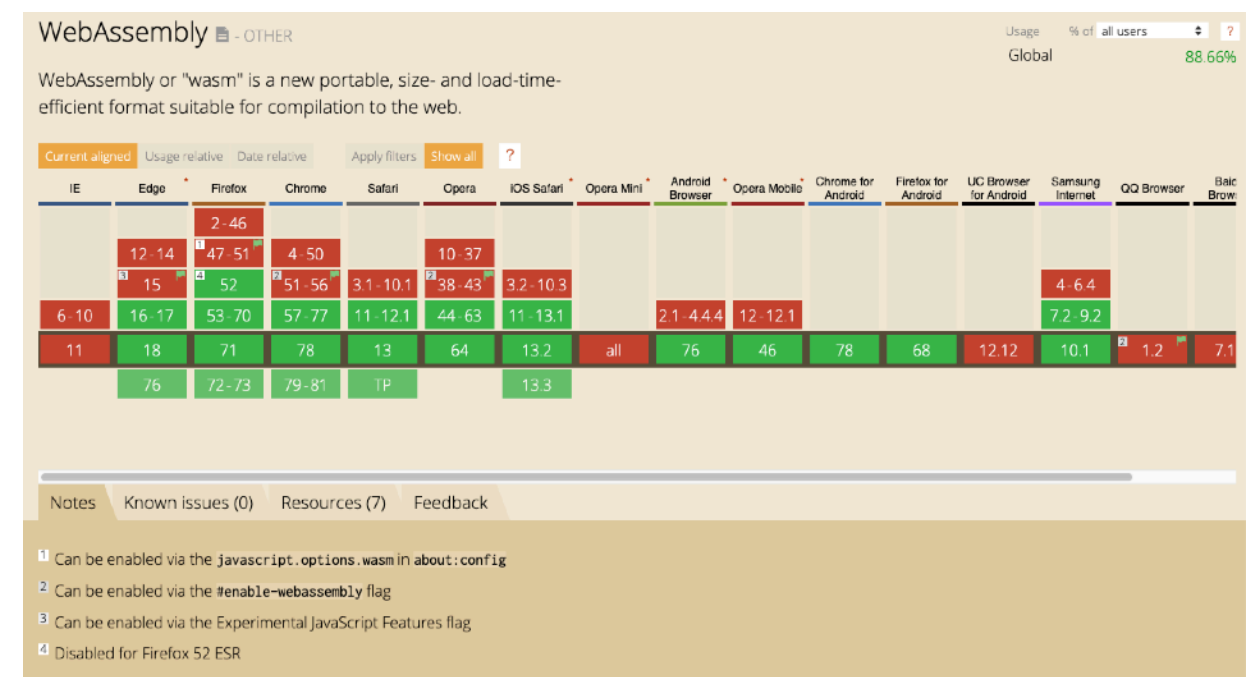 WebAssembly - OTHER
Usage % of all users ?
Global 88.66%
WebAssembly or "wasm" is a new portable, size- and load-time-
efficient format suitable for compilation to the web.
Current aligned Usage relative Date relative Apply filters Show all ?
IE Edge * Firefox Chrome Safari Opera iOS Safari * Opera Mini * Android Browser * Opera Mobile * Chrome for Android Firefox for Android UC Browser for Android Samsung Internet QQ Browser Baid Brows
2-46
12-14 1 47-51 4-50 10-37
3 15 4 52 2 51-56 3.1-10.1 2 38-43 3.2-10.3 4-6.4
6-10 16-17 53-70 57-77 11-12.1 44-63 11-13.1 2.1-4.4.4 12-12.1 7.2-9.2
11 18 71 78 13 64 13.2 all 76 46 78 68 12.12 10.1 2 1.2 7.1
76 72-73 79-81 TP 13.3
Notes Known issues (0) Resources (7) Feedback
1 Can be enabled via the javascript.options.wasm in about:config
2 Can be enabled via the #enable-webassembly flag
3 Can be enabled via the Experimental JavaScript Features flag
4 Disabled for Firefox 52 ESR